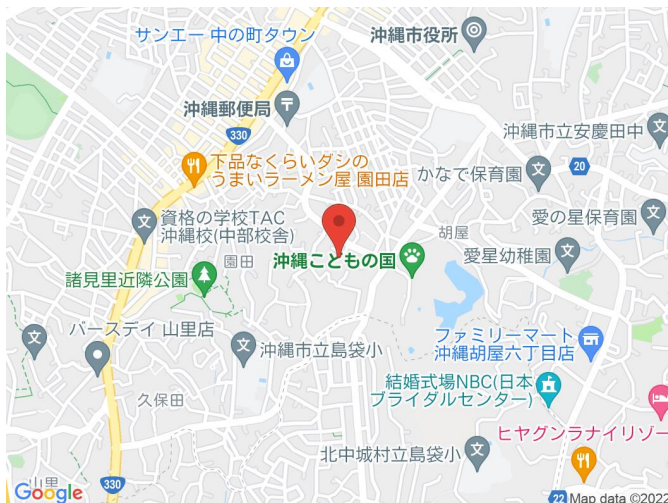 サンエー 中の町タウン
沖縄市役所
沖縄郵便局
330
沖縄市立安慶田中
下品なくらいダシの
うまいラーメン屋 園田店
20
かなで保育園
資格の学校TAC
沖縄校(中部校舎)
愛の星保育園
胡屋
園田
沖縄こどもの国
愛星幼稚園
諸見里近隣公園
バースデイ 山里店
沖縄市立島袋小
ファミリーマート
沖縄胡屋六丁目店
結婚式場NBC(日本
ブライダルセンター)
久保田
ヒヤグンラナイリゾー
北中城村立島袋小
山里
330
22
Google
Map data ©2022